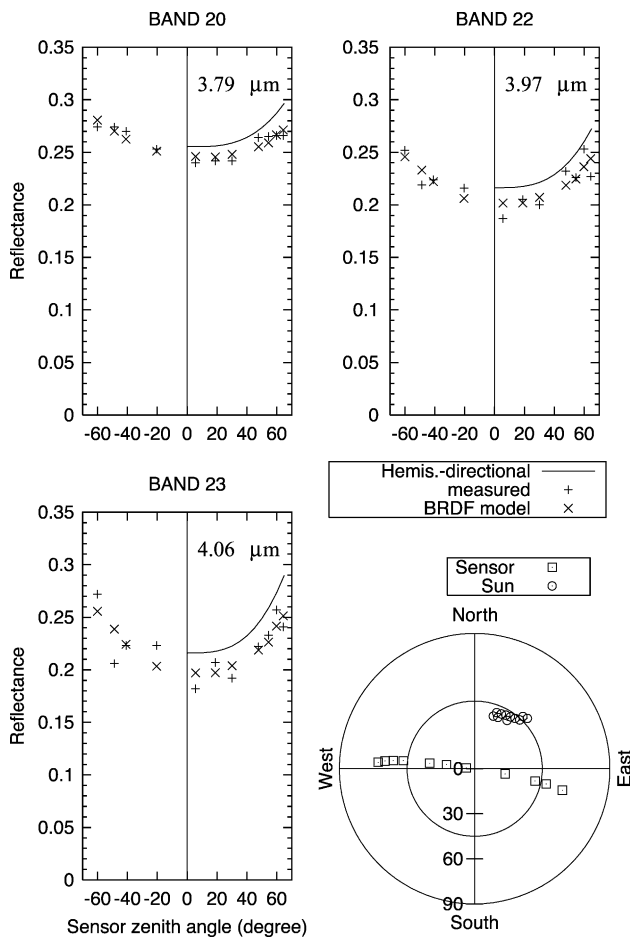 BAND 20
BAND 22
0.35
0.3
0.25
0.2
0.15
0.1
0.05
0
3.79 μm
Reflectance
-60 -40 -20 0 20 40 60
0.35
0.3
0.25
0.2
0.15
0.1
0.05
0
3.97 μm
-60 -40 -20 0 20 40 60
Hemis.-directional
measured
BRDF model
BAND 23
0.35
0.3
0.25
0.2
0.15
0.1
0.05
0
4.06 μm
Reflectance
-60 -40 -20 0 20 40 60
Sensor zenith angle (degree)
Sensor
Sun
North
West
East
0
30
60
90
South